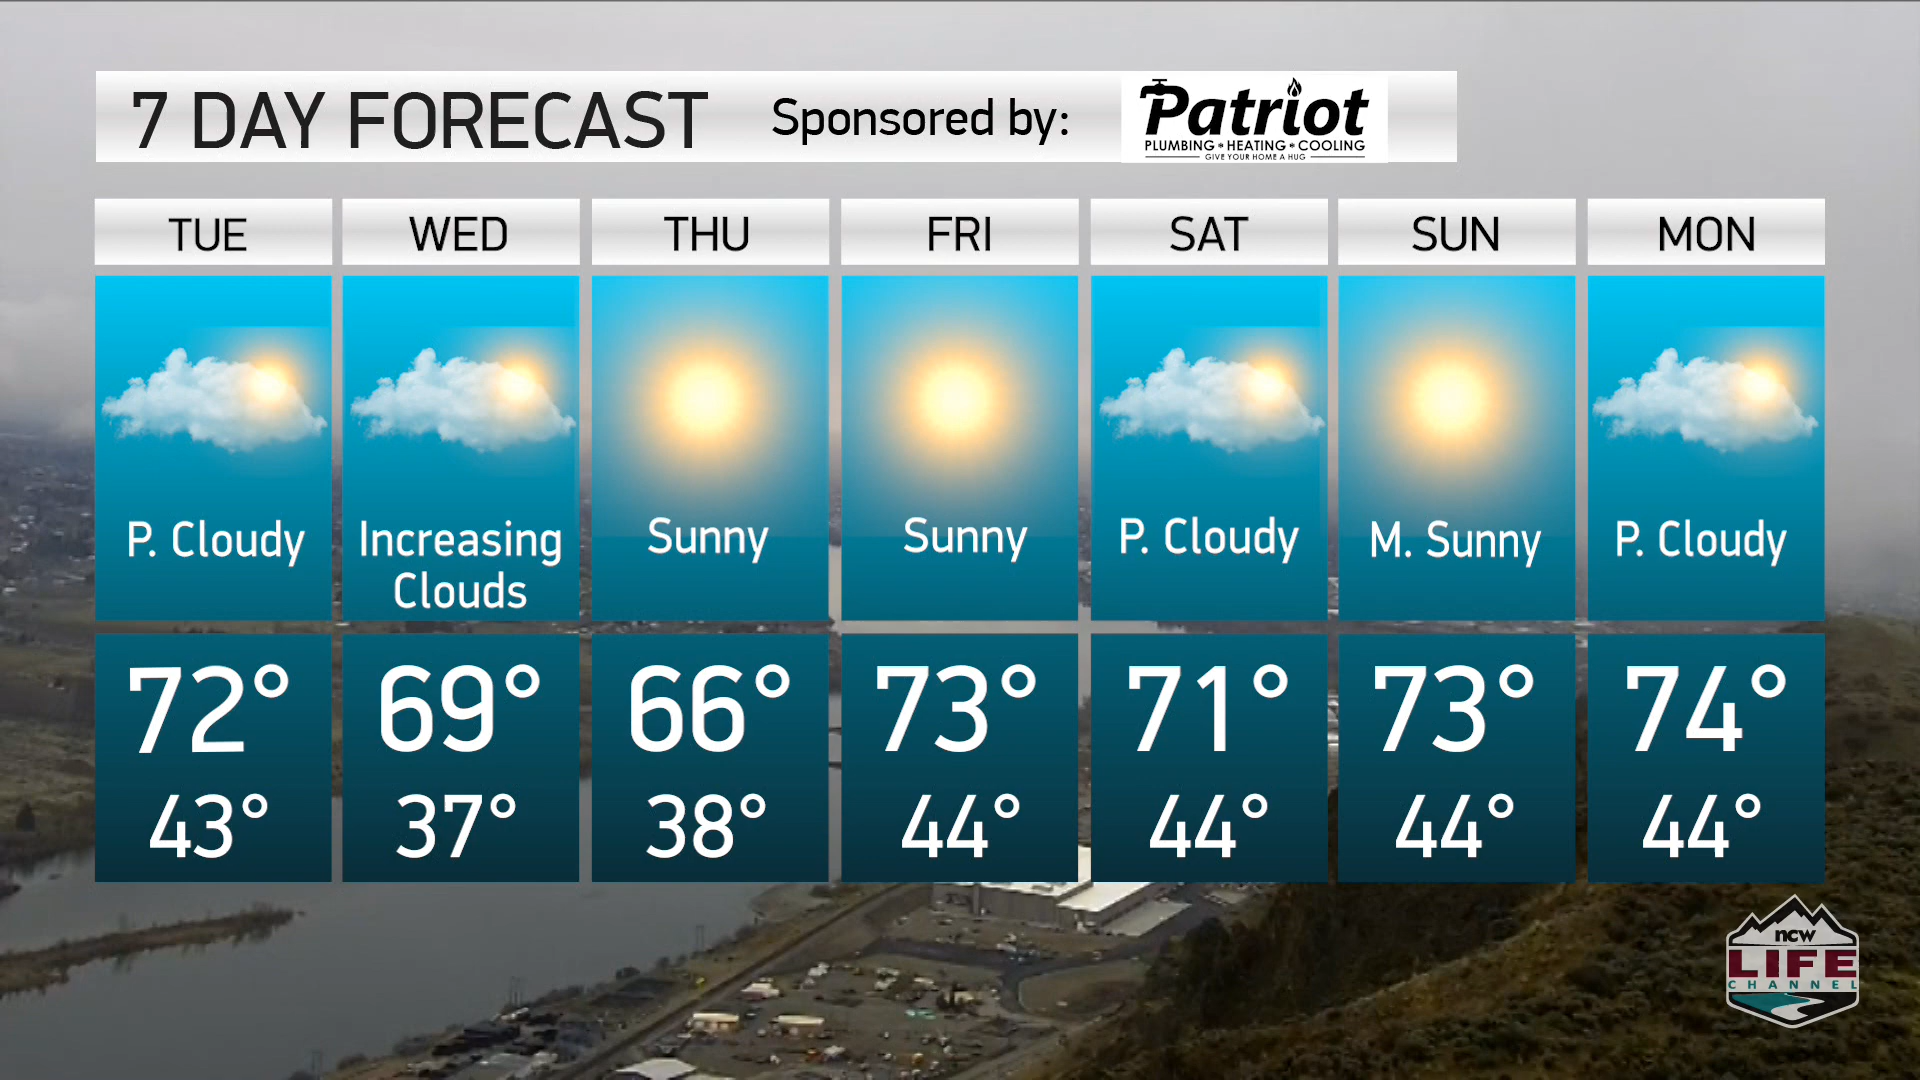 7 DAY FORECAST Sponsored by:
Patriot
PLUMBING * HEATING * COOLING
GIVE YOUR HOME A HUG
TUE WED THU FRI SAT SUN MON
P. Cloudy Increasing Clouds Sunny Sunny P. Cloudy M. Sunny P. Cloudy
72° 69° 66° 73° 71° 73° 74°
43° 37° 38° 44° 44° 44° 44°
ncw
LIFE
CHANNEL